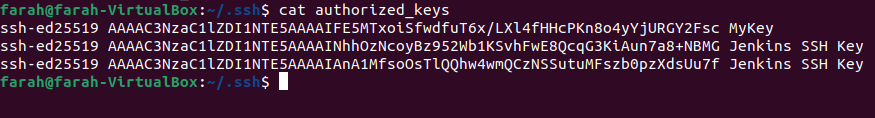 farah@farah-VirtualBox:~/.ssh$ cat authorized_keys
ssh-ed25519 AAAAC3NzaC1lZDI1NTE5AAAAIFE5MTxoiSfwdfuT6x/LXl4fHHcPKn8o4yYjURGY2Fsc MyKey
ssh-ed25519 AAAAC3NzaC1lZDI1NTE5AAAAINhhOzNcoyBz952Wb1KSvhFwE8QcqG3KiAun7a8+NBMG Jenkins SSH Key
ssh-ed25519 AAAAC3NzaC1lZDI1NTE5AAAAIAnA1MfsoOsTlQQhw4wmQCzNSSutuMFszb0pzXdsUu7f Jenkins SSH Key
farah@farah-VirtualBox:~/.ssh$